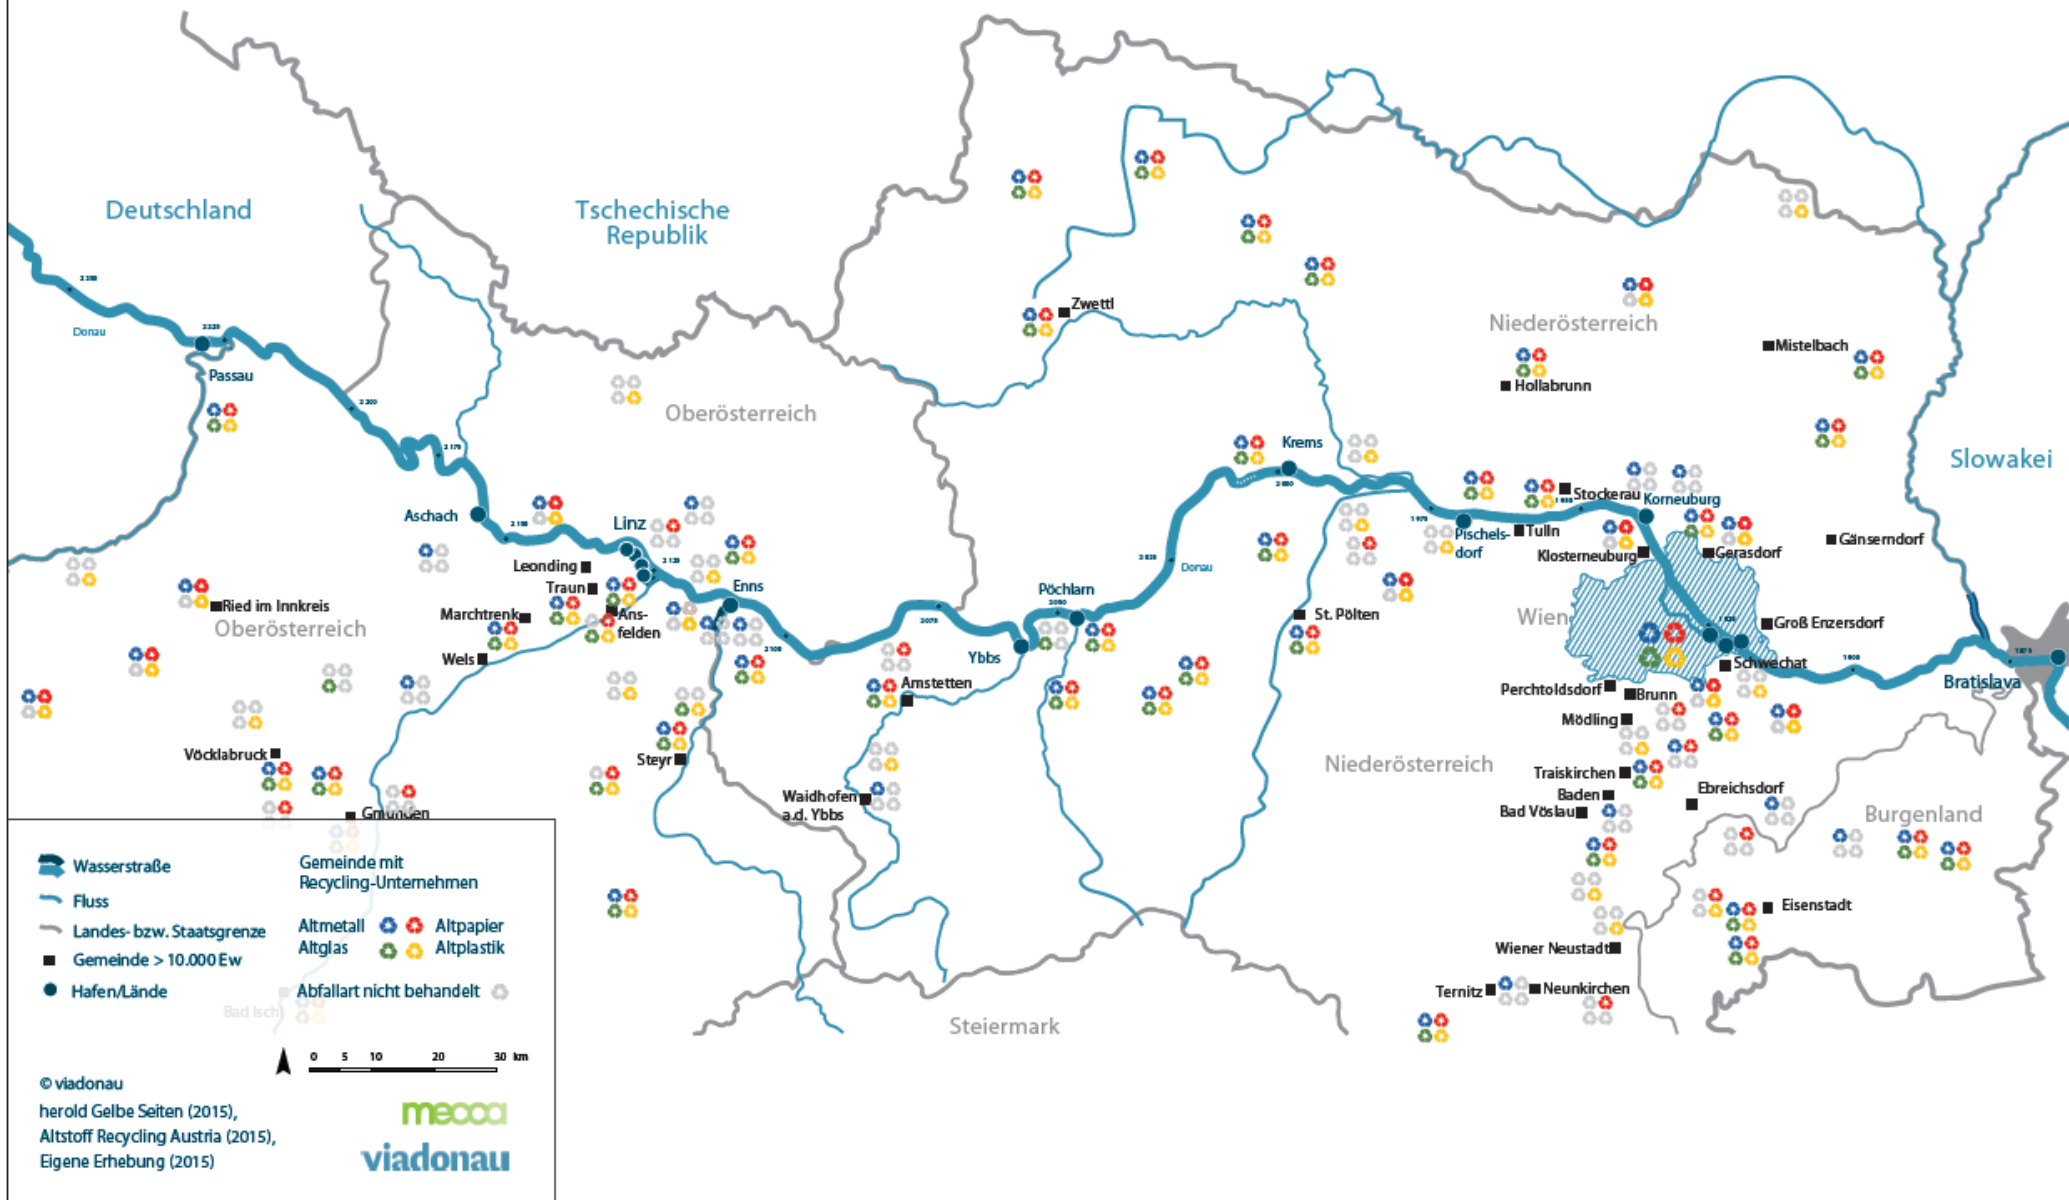 Deutschland
Tschechische
Republik
Donau
Passau
Zwettl
Niederösterreich
Mistelbach
Hollabrunn
Oberösterreich
Krems
Slowakei
Aschach
Linz
Stockerau
Korneuburg
Pischels-
dorf
Tulln
Gänserndorf
Klosterneuburg
Gerasdorf
Leonding
Donau
Traun
Enns
Pöchlarn
Ried im Innkreis
Oberösterreich
Marchtrenk
Ans-
felden
St. Pölten
Wien
Groß Enzersdorf
Wels
Ybbs
Schwechat
Amstetten
Perchtoldsdorf
Brunn
Bratislava
Mödling
Vöcklabruck
Steyr
Niederösterreich
Traiskirchen
Waidhofen
a.d. Ybbs
Baden
Ebreichsdorf
Bad Vöslau
Burgenland
Gmunden
Eisenstadt
Wiener Neustadt
Ternitz
Neunkirchen
Steiermark
Bad Ischl
Wasserstraße
Fluss
Landes- bzw. Staatsgrenze
Gemeinde > 10.000 Ew
Hafen/Lände
Gemeinde mit
Recycling-Unternehmen
Altmetall Altpapier
Altglas Altplastik
Abfallart nicht behandelt
0 5 10 20 30 km
© viadonau
herold Gelbe Seiten (2015),
Altstoff Recycling Austria (2015),
Eigene Erhebung (2015)
mecca
viadonau